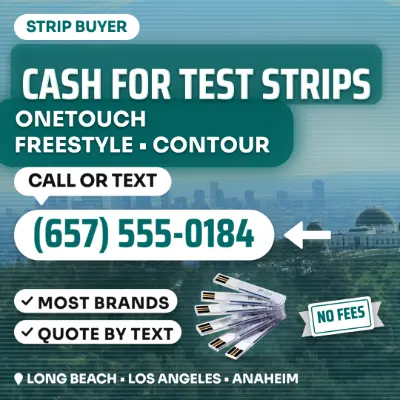 STRIP BUYER
CASH FOR TEST STRIPS
ONETOUCH
FREESTYLE • CONTOUR
CALL OR TEXT
(657) 555-0184
✓ MOST BRANDS
✓ QUOTE BY TEXT
NO FEES
LONG BEACH • LOS ANGELES • ANAHEIM